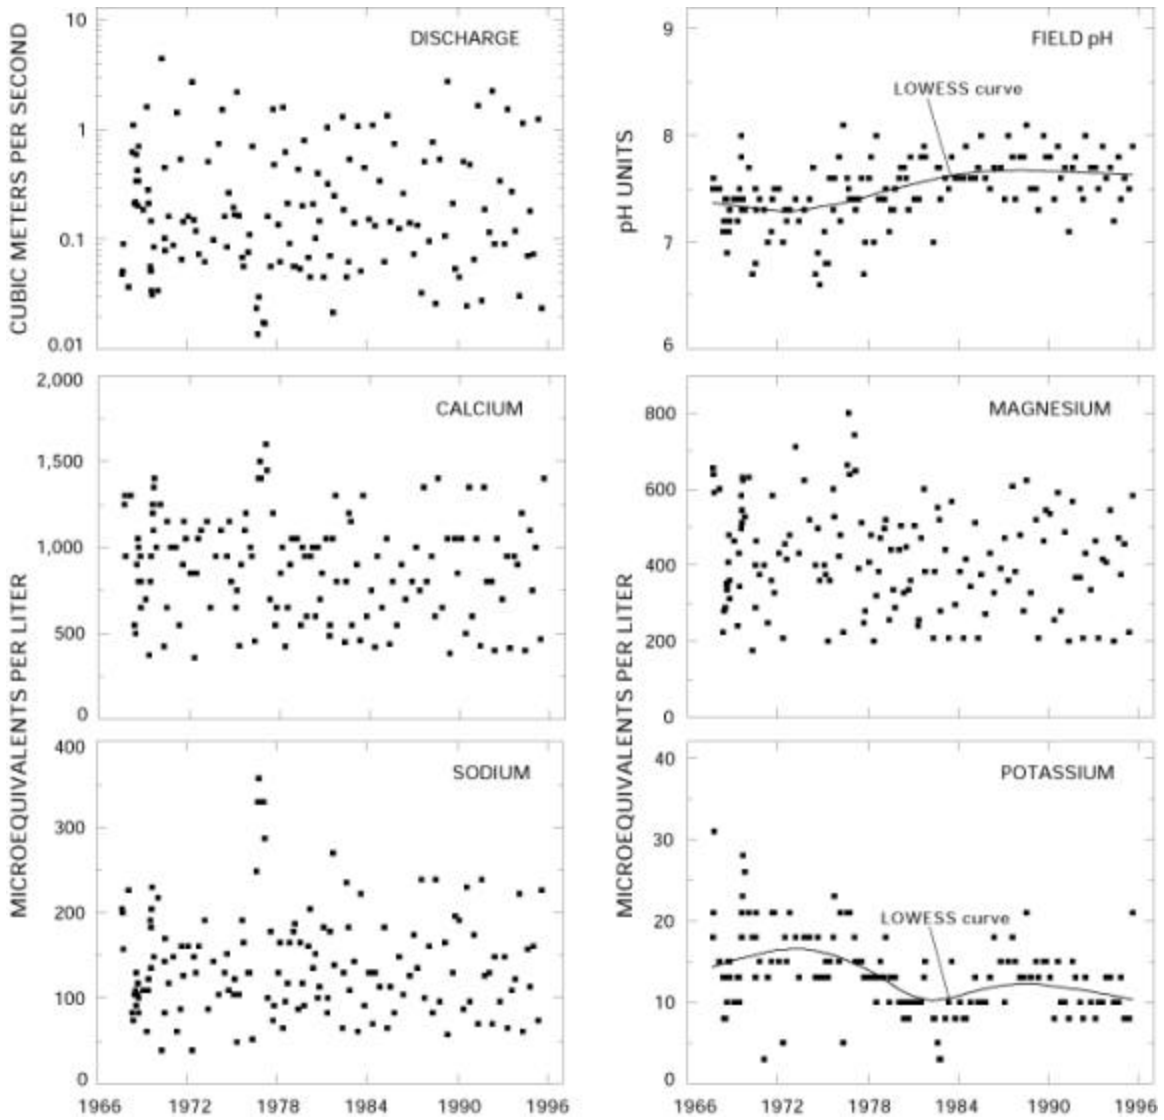 CUBIC METERS PER SECOND
10
1
0.1
0.01
DISCHARGE
pH UNITS
9
8
7
6
FIELD pH
LOWESS curve
MICROEQUIVALENTS PER LITER
2,000
1,500
1,000
500
0
CALCIUM
MICROEQUIVALENTS PER LITER
800
600
400
200
0
MAGNESIUM
400
300
200
100
0
SODIUM
1966 1972 1978 1984 1990 1996
40
30
20
10
0
POTASSIUM
LOWESS curve
1966 1972 1978 1984 1990 1996